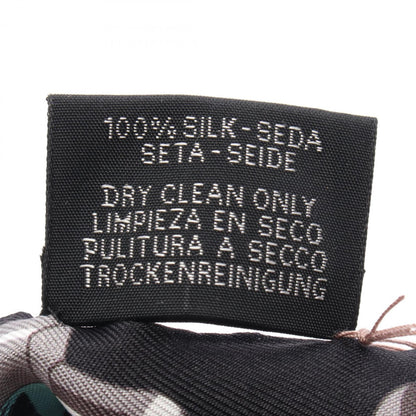 100% SILK-SEDA
SETA-SEIDE
DRY CLEAN ONLY
LIMPIEZA EN SECO
PULITURA A SECCO
TROCKENREINIGUNG